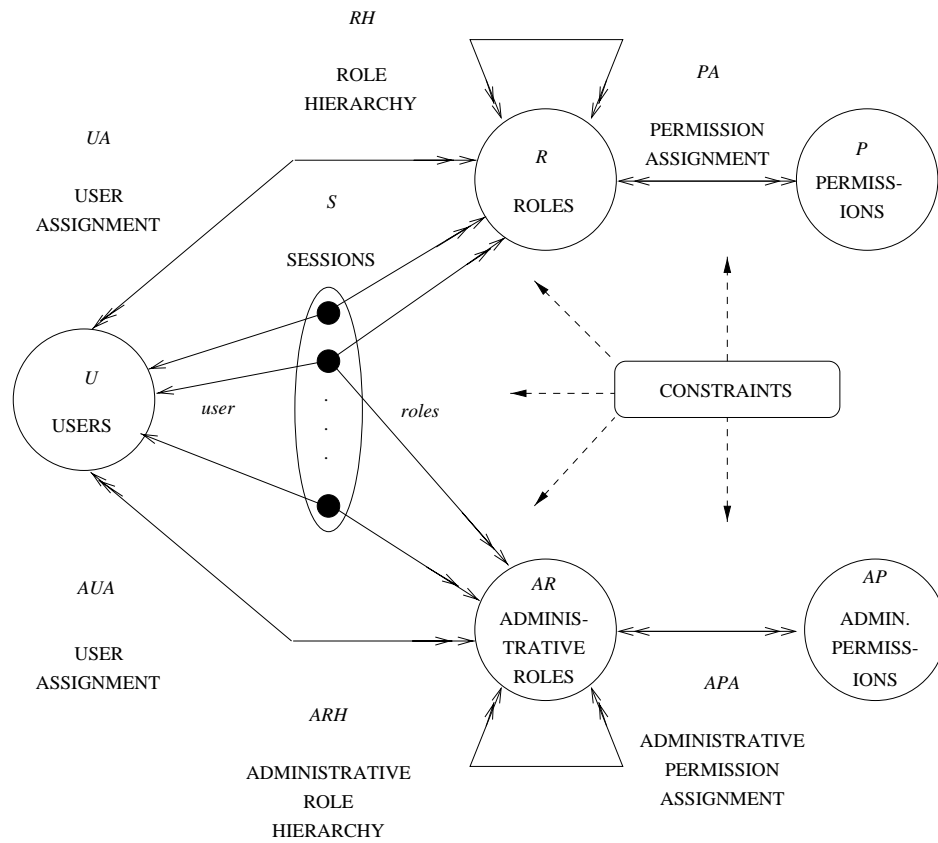 RH
ROLE
HIERARCHY
PA
PERMISSION
ASSIGNMENT
UA
USER
ASSIGNMENT
R
ROLES
P
PERMISS-
IONS
S
SESSIONS
U
USERS
user
.
.
.
roles
CONSTRAINTS
AUA
USER
ASSIGNMENT
AR
ADMINIS-
TRATIVE
ROLES
AP
ADMIN.
PERMISS-
IONS
ARH
ADMINISTRATIVE
ROLE
HIERARCHY
APA
ADMINISTRATIVE
PERMISSION
ASSIGNMENT